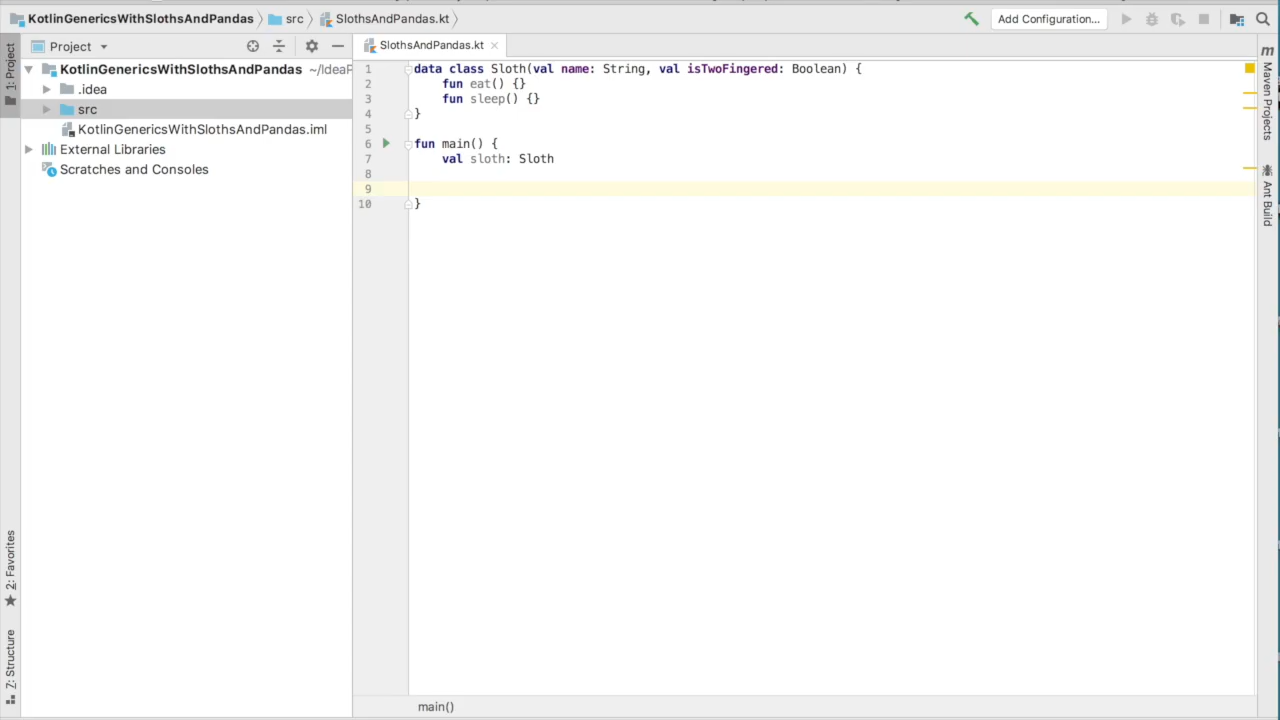 KotlinGenericsWithSlothsAndPandas src SlothsAndPandas.kt
Add Configuration...
Project
SlothsAndPandas.kt
1: Project
KotlinGenericsWithSlothsAndPandas ~/IdeaP
.idea
src
KotlinGenericsWithSlothsAndPandas.iml
External Libraries
Scratches and Consoles
2: Favorites
Z: Structure
1 data class Sloth(val name: String, val isTwoFingered: Boolean) {
2 fun eat() {}
3 fun sleep() {}
4 }
5
6 fun main() {
7 val sloth: Sloth
8
9
10 }
main()
m
Maven Projects
Ant Build